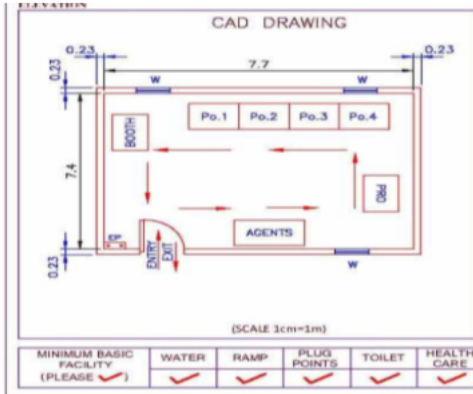 ELEVATION
CAD DRAWING
0.23
0.23
7.7
0.23
W
W
Po.1 Po.2 Po.3 Po.4
BOOTH
7.4
PRO
AGENTS
0.23
ENTRY
EXIT
W
(SCALE 1cm=1m)
MINIMUM BASIC FACILITY (PLEASE ✓)
WATER
RAMP
PLUG POINTS
TOILET
HEALTH CARE